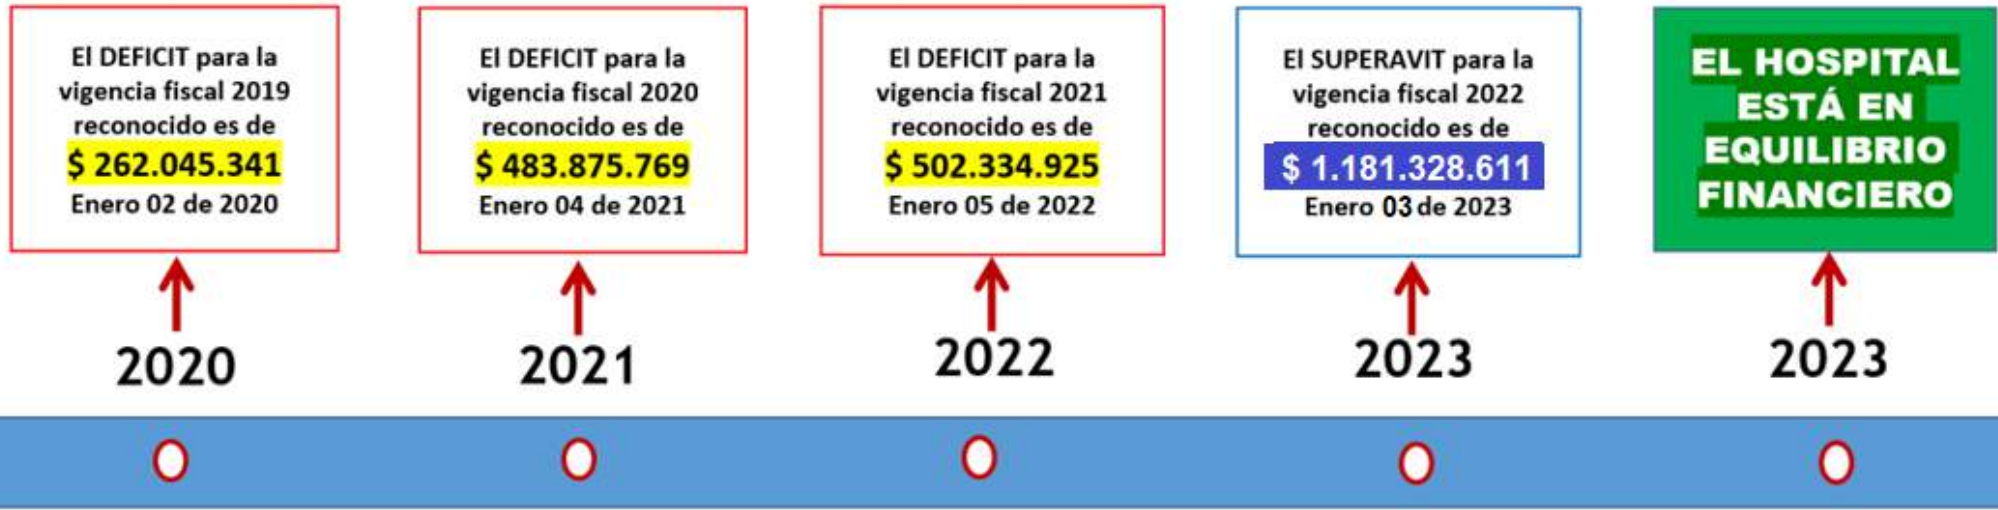 El DEFICIT para la
vigencia fiscal 2019
reconocido es de
$ 262.045.341
Enero 02 de 2020
El DEFICIT para la
vigencia fiscal 2020
reconocido es de
$ 483.875.769
Enero 04 de 2021
El DEFICIT para la
vigencia fiscal 2021
reconocido es de
$ 502.334.925
Enero 05 de 2022
El SUPERAVIT para la
vigencia fiscal 2022
reconocido es de
$ 1.181.328.611
Enero 03 de 2023
EL HOSPITAL
ESTÁ EN
EQUILIBRIO
FINANCIERO
2020
2021
2022
2023
2023